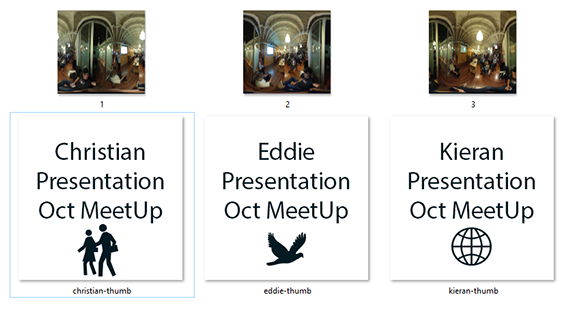 1
2
3
Christian
Presentation
Oct MeetUp
Eddie
Presentation
Oct MeetUp
Kieran
Presentation
Oct MeetUp
christian-thumb
eddie-thumb
kieran-thumb